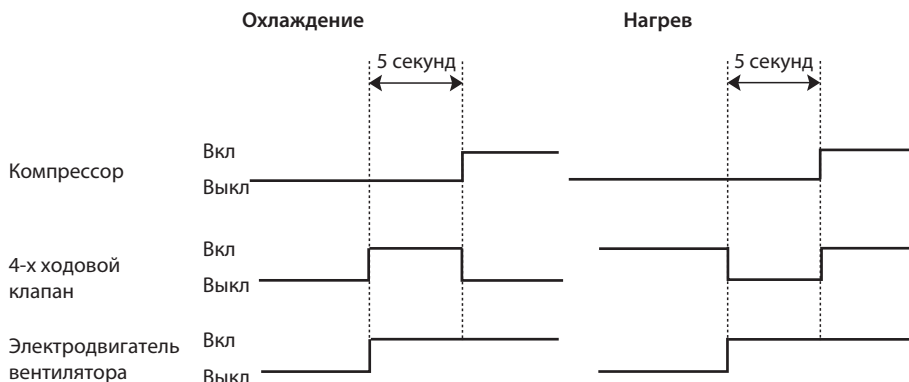 Охлаждение
Нагрев
5 секунд
5 секунд
Компрессор
Вкл
Выкл
4-х ходовой
клапан
Вкл
Выкл
Электродвигатель
вентилятора
Вкл
Выкл